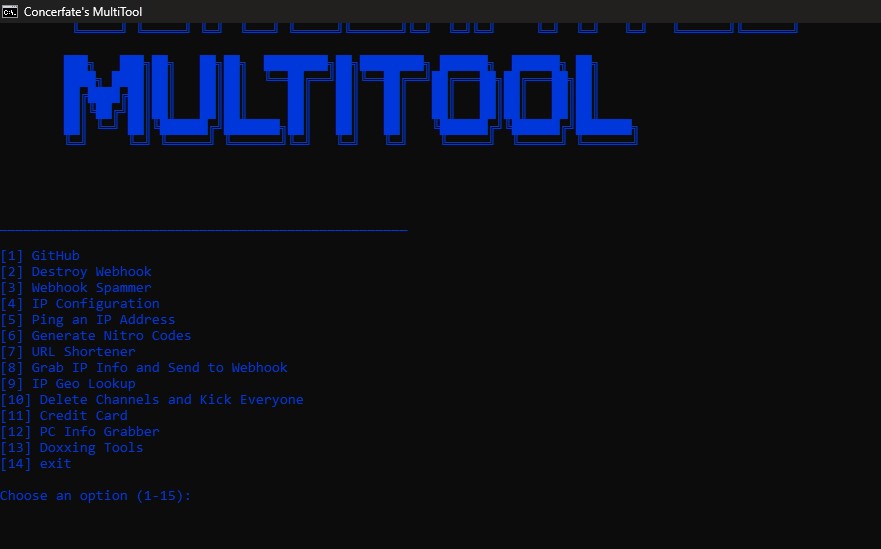 Concerfate's MultiTool
MULTITOOL
[1] GitHub
[2] Destroy Webhook
[3] Webhook Spammer
[4] IP Configuration
[5] Ping an IP Address
[6] Generate Nitro Codes
[7] URL Shortener
[8] Grab IP Info and Send to Webhook
[9] IP Geo Lookup
[10] Delete Channels and Kick Everyone
[11] Credit Card
[12] PC Info Grabber
[13] Doxxing Tools
[14] exit
Choose an option (1-15):